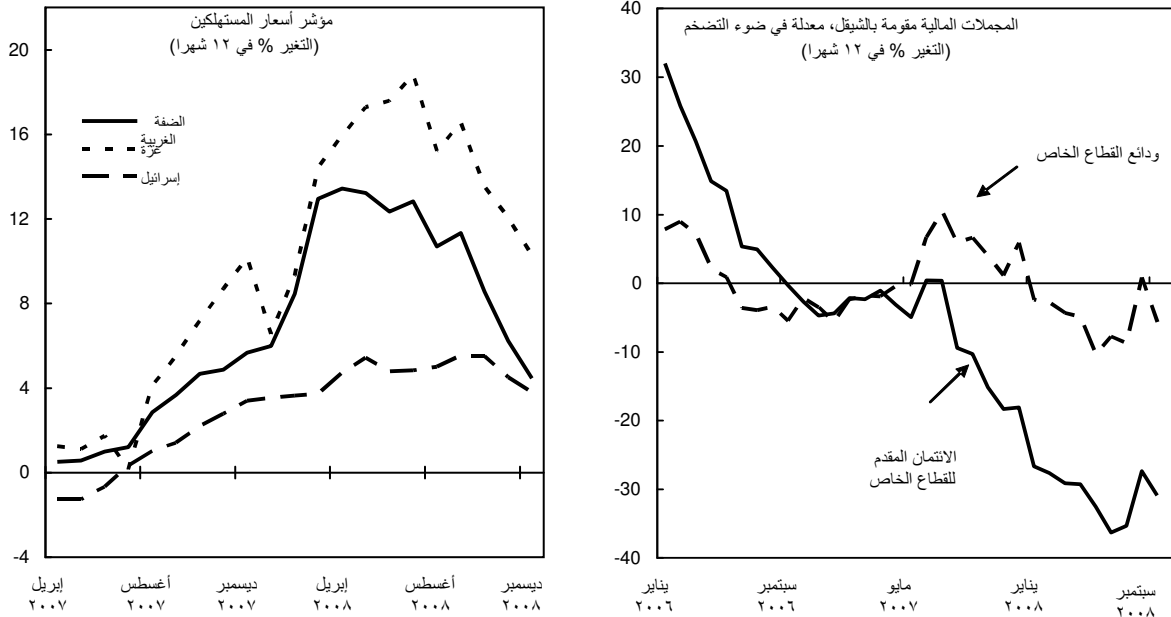 مؤشر أسعار المستهلكين
(التغير % في ١٢ شهرا)
20
16
12
8
4
0
-4
الضفة
الغربية
غزة
إسرائيل
إبريل
٢٠٠٧
أغسطس
٢٠٠٧
ديسمبر
٢٠٠٧
إبريل
٢٠٠٨
أغسطس
٢٠٠٨
ديسمبر
٢٠٠٨
المجملات المالية مقومة بالشيقل، معدلة في ضوء التضخم
(التغير % في ١٢ شهرا)
40
30
20
10
0
-10
-20
-30
-40
ودائع القطاع الخاص
الائتمان المقدم
للقطاع الخاص
يناير
٢٠٠٦
سبتمبر
٢٠٠٦
مايو
٢٠٠٧
يناير
٢٠٠٨
سبتمبر
٢٠٠٨